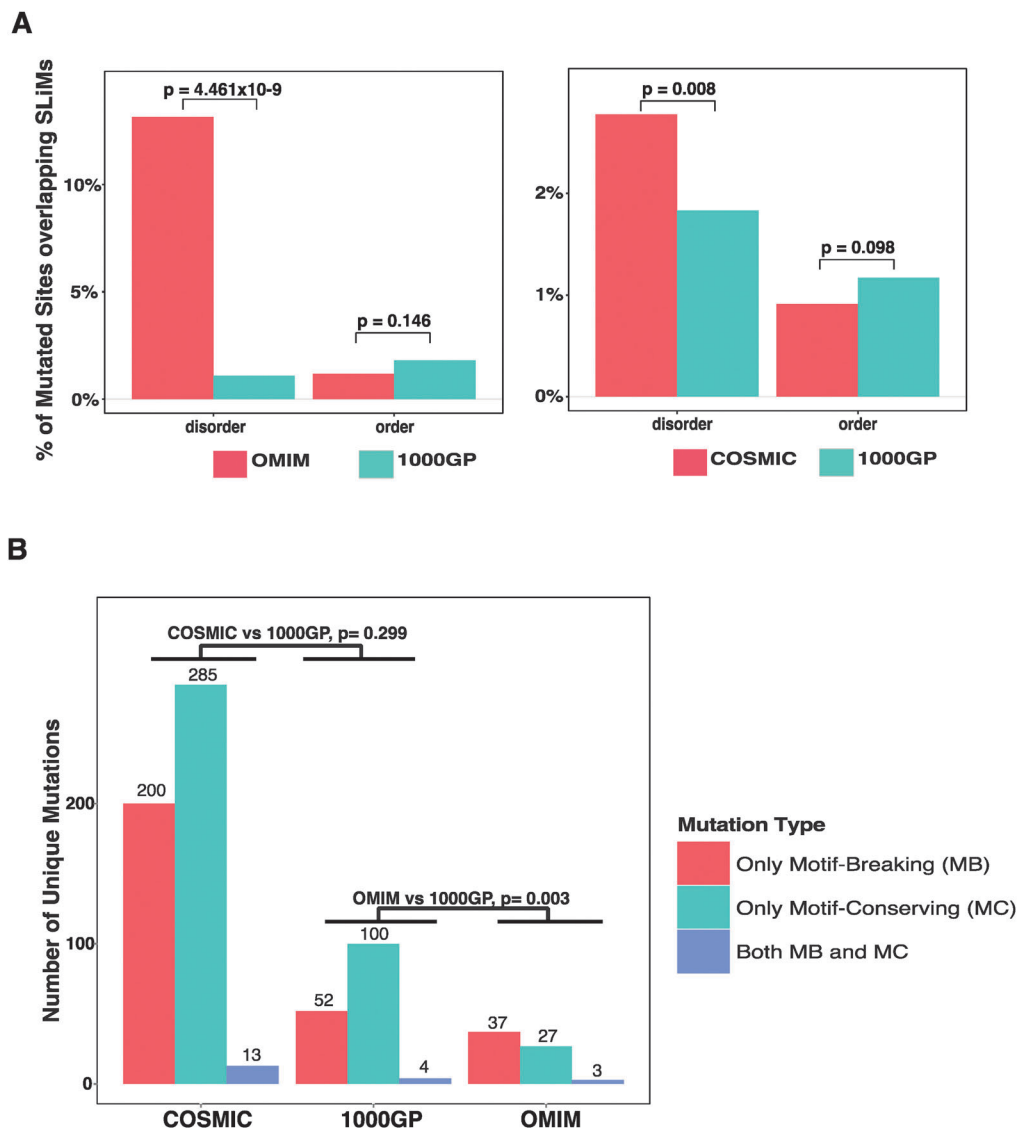 A
% of Mutated Sites overlapping SLiMs
p = 4.461x10-9
10%
5%
0%
p = 0.146
disorder
order
OMIM
1000GP
p = 0.008
2%
1%
0%
p = 0.098
disorder
order
COSMIC
1000GP
B
Number of Unique Mutations
COSMIC vs 1000GP, p= 0.299
285
200
200
13
OMIM vs 1000GP, p= 0.003
100
100
52
4
37
27
3
0
COSMIC
1000GP
OMIM
Mutation Type
Only Motif-Breaking (MB)
Only Motif-Conserving (MC)
Both MB and MC